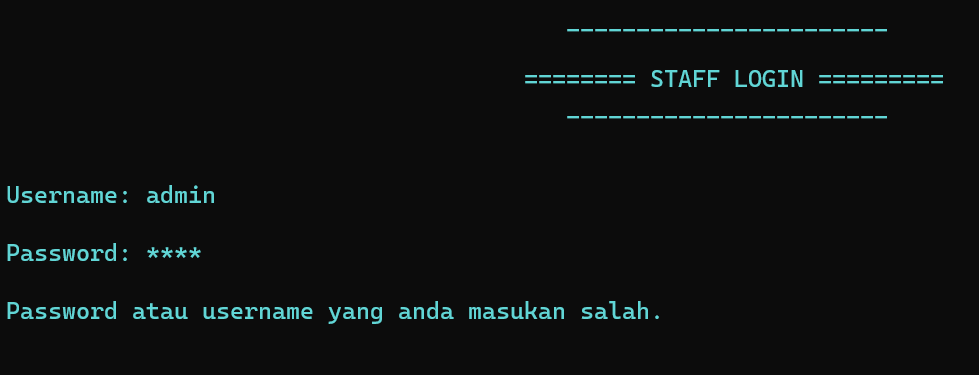 -----------------------
======== STAFF LOGIN =========
-----------------------
Username: admin
Password: ****
Password atau username yang anda masukan salah.